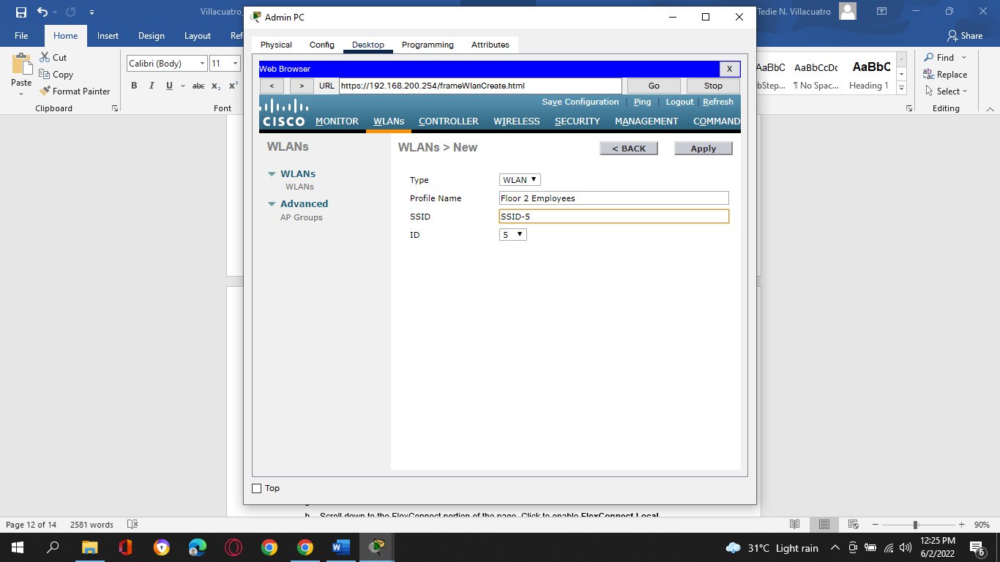 Villacuatro_
Tedie N. Villacuatro
File Home Insert Design Layout Ref
Share
Paste
Cut
Copy
Format Painter
Clipboard
Calibri (Body) 11
B I U abc x₂ x²
Font
AaBbC AaBbCcDc AaBbC
bStep... ¶ No Spac... Heading 1
Find
Replace
Select
Editing
Admin PC
Physical Config Desktop Programming Attributes
Web Browser X
< > URL https://192.168.200.254/frameWlanCreate.html Go Stop
Save Configuration | Ping | Logout | Refresh
CISCO MONITOR WLANs CONTROLLER WIRELESS SECURITY MANAGEMENT COMMAND
WLANs
WLANs
WLANs
Advanced
AP Groups
WLANs > New < BACK Apply
Type WLAN
Profile Name Floor 2 Employees
SSID SSID-5
ID 5
Top
h. Scroll down to the FlexConnect portion of the page. Click to enable FlexConnect Local
Page 12 of 14 2581 words
90%
31°C Light rain
12:25 PM
6/2/2022
6